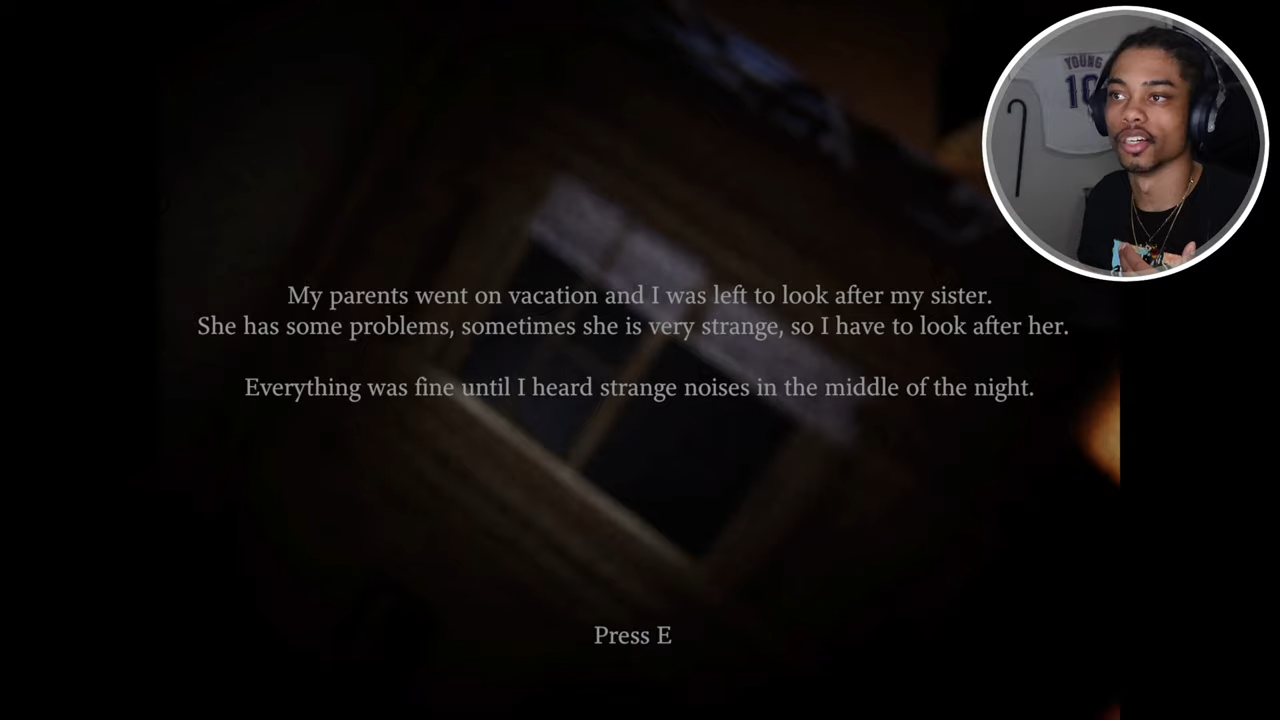 YOUNG
10
My parents went on vacation and I was left to look after my sister.
She has some problems, sometimes she is very strange, so I have to look after her.
Everything was fine until I heard strange noises in the middle of the night.
Press E